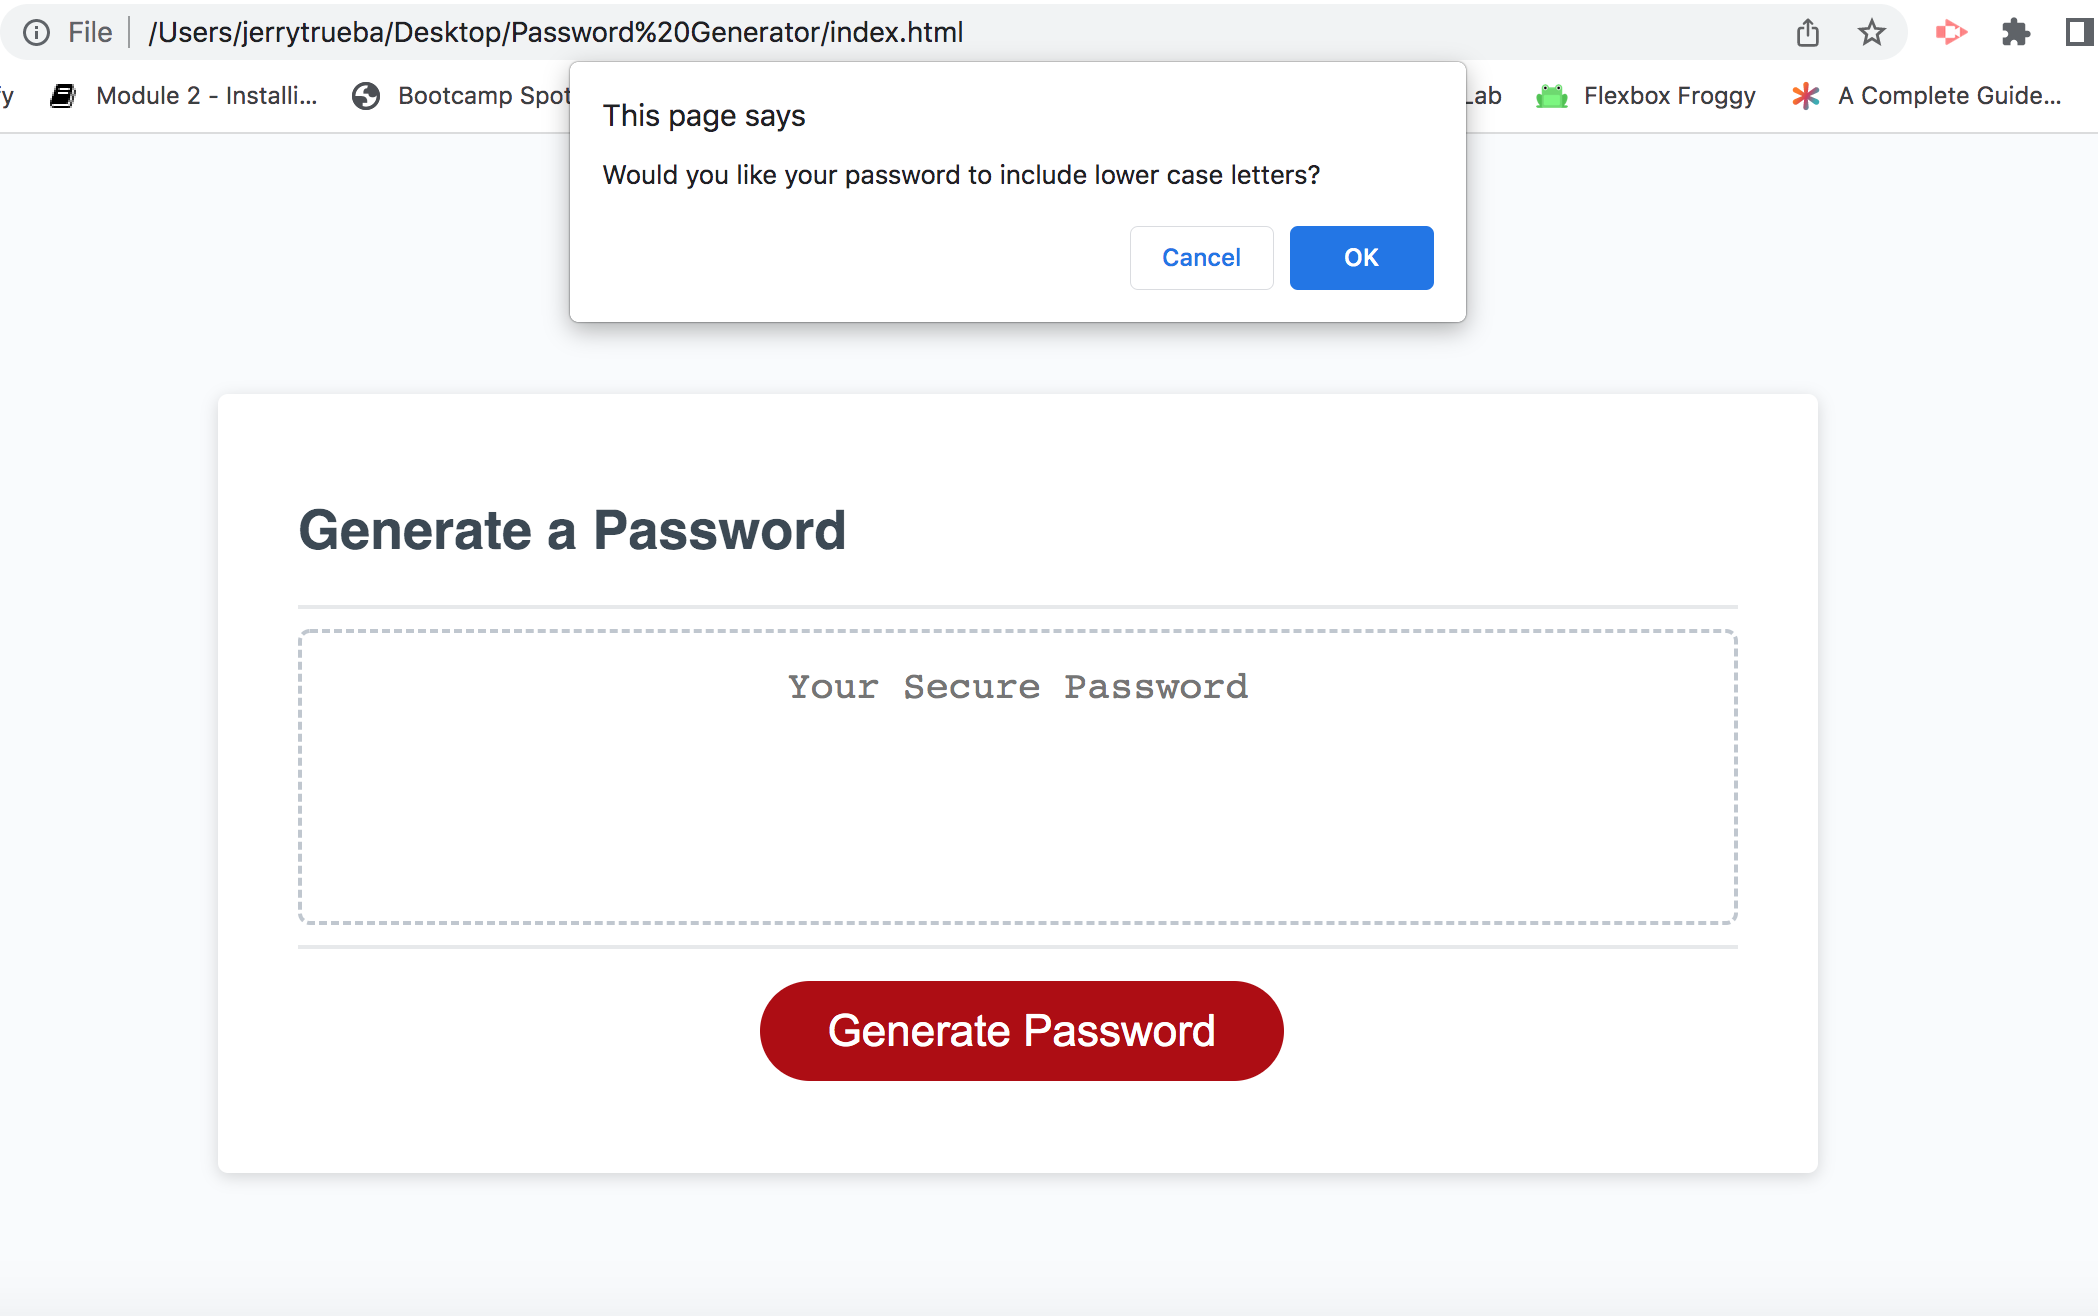 File /Users/jerrytrueba/Desktop/Password%20Generator/index.html
y Module 2 - Installi... Bootcamp Spot Lab Flexbox Froggy A Complete Guide...
This page says
Would you like your password to include lower case letters?
Cancel OK
Generate a Password
Your Secure Password
Generate Password